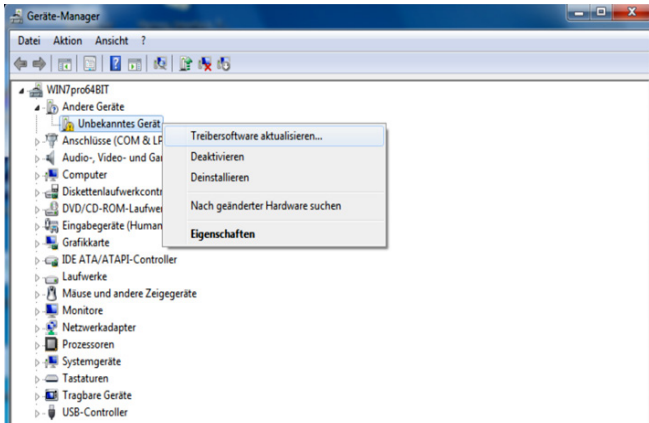 Geräte-Manager
Datei Aktion Ansicht ?
WIN7pro64BIT
Andere Geräte
Unbekanntes Gerät
Anschlüsse (COM & LP
Audio-, Video- und Ga
Computer
Diskettenlaufwerkcontr
DVD/CD-ROM-Laufwe
Eingabegeräte (Human
Grafikkarte
IDE ATA/ATAPI-Controller
Laufwerke
Mäuse und andere Zeigegeräte
Monitore
Netzwerkadapter
Prozessoren
Systemgeräte
Tastaturen
Tragbare Geräte
USB-Controller
Treibersoftware aktualisieren...
Deaktivieren
Deinstallieren
Nach geänderter Hardware suchen
Eigenschaften